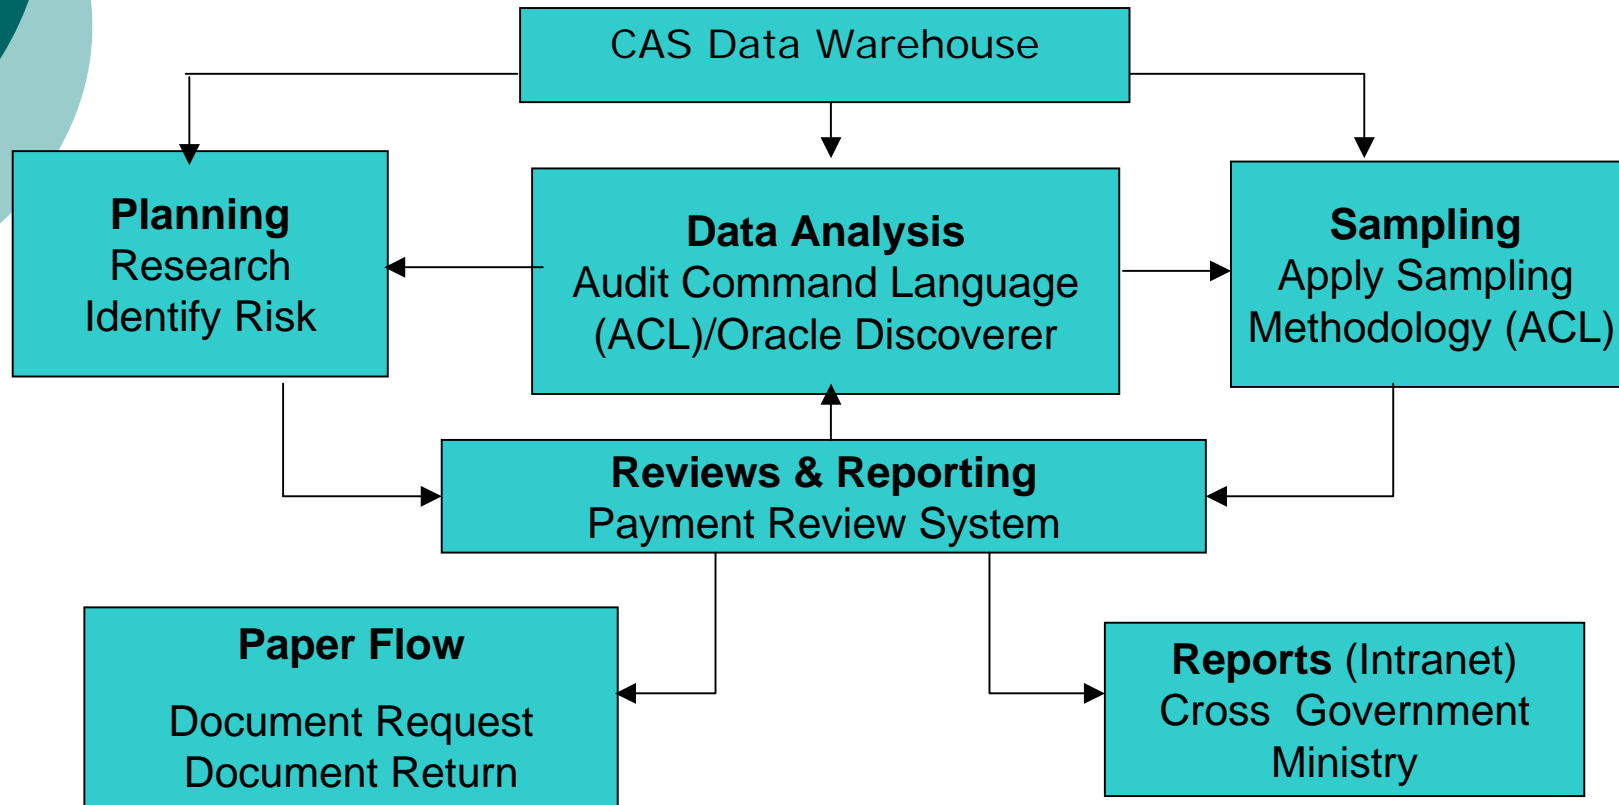 CAS Data Warehouse
Planning
Research
Identify Risk
Data Analysis
Audit Command Language
(ACL)/Oracle Discoverer
Sampling
Apply Sampling
Methodology (ACL)
Reviews & Reporting
Payment Review System
Paper Flow
Document Request
Document Return
Reports (Intranet)
Cross  Government
Ministry